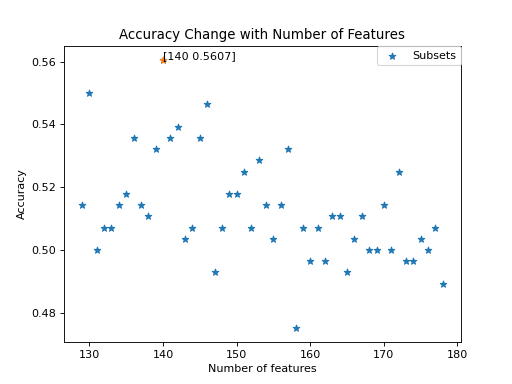 Accuracy Change with Number of Features
[140 0.5607]
Subsets
Accuracy
0.56
0.54
0.52
0.50
0.48
130 140 150 160 170 180
Number of features